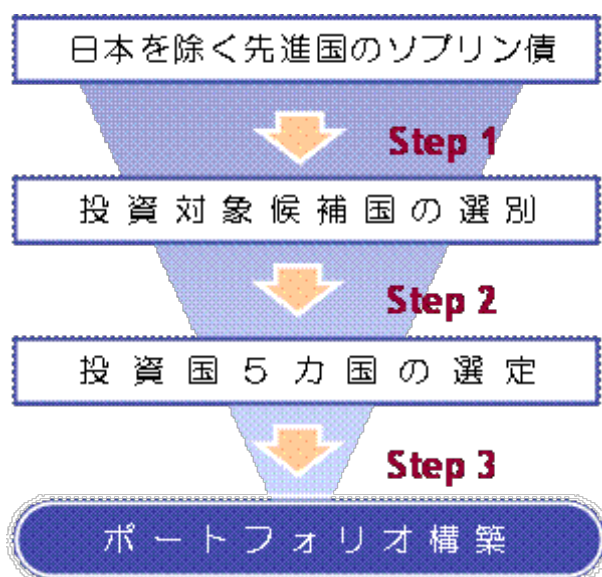 日本を除く先進国のソブリン債
Step 1
投資対象候補国の選別
Step 2
投資国5カ国の選定
Step 3
ポートフォリオ構築